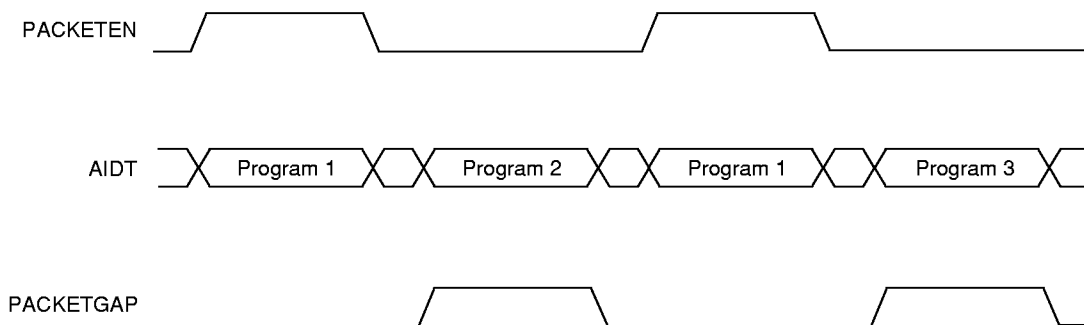 PACKETEN
AIDT
Program 1
Program 2
Program 1
Program 3
PACKETGAP